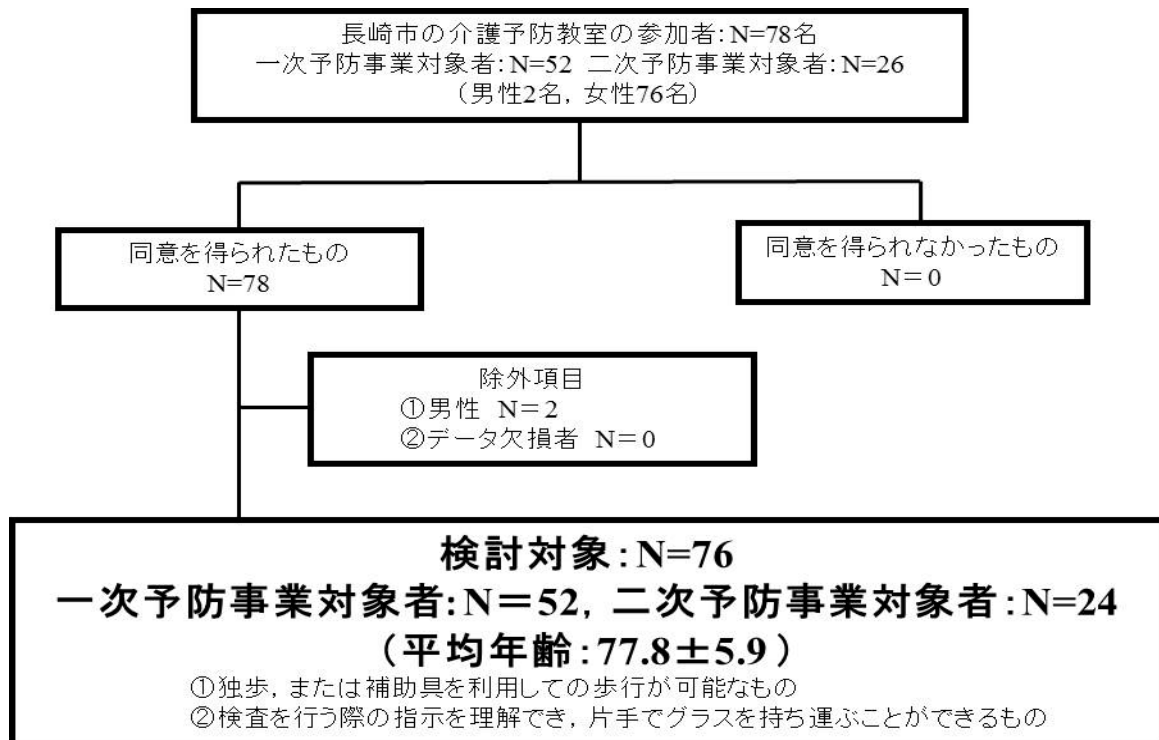 長崎市の介護予防教室の参加者:N=78名
一次予防事業対象者:N=52 二次予防事業対象者:N=26
(男性2名, 女性76名)
同意を得られたもの
N=78
同意を得られなかったもの
N=0
除外項目
①男性 N=2
②データ欠損者 N=0
検討対象:N=76
一次予防事業対象者:N=52, 二次予防事業対象者:N=24
(平均年齢:77.8±5.9)
①独歩, または補助具を利用しての歩行が可能なもの
②検査を行う際の指示を理解でき, 片手でグラスを持ち運ぶことができるもの